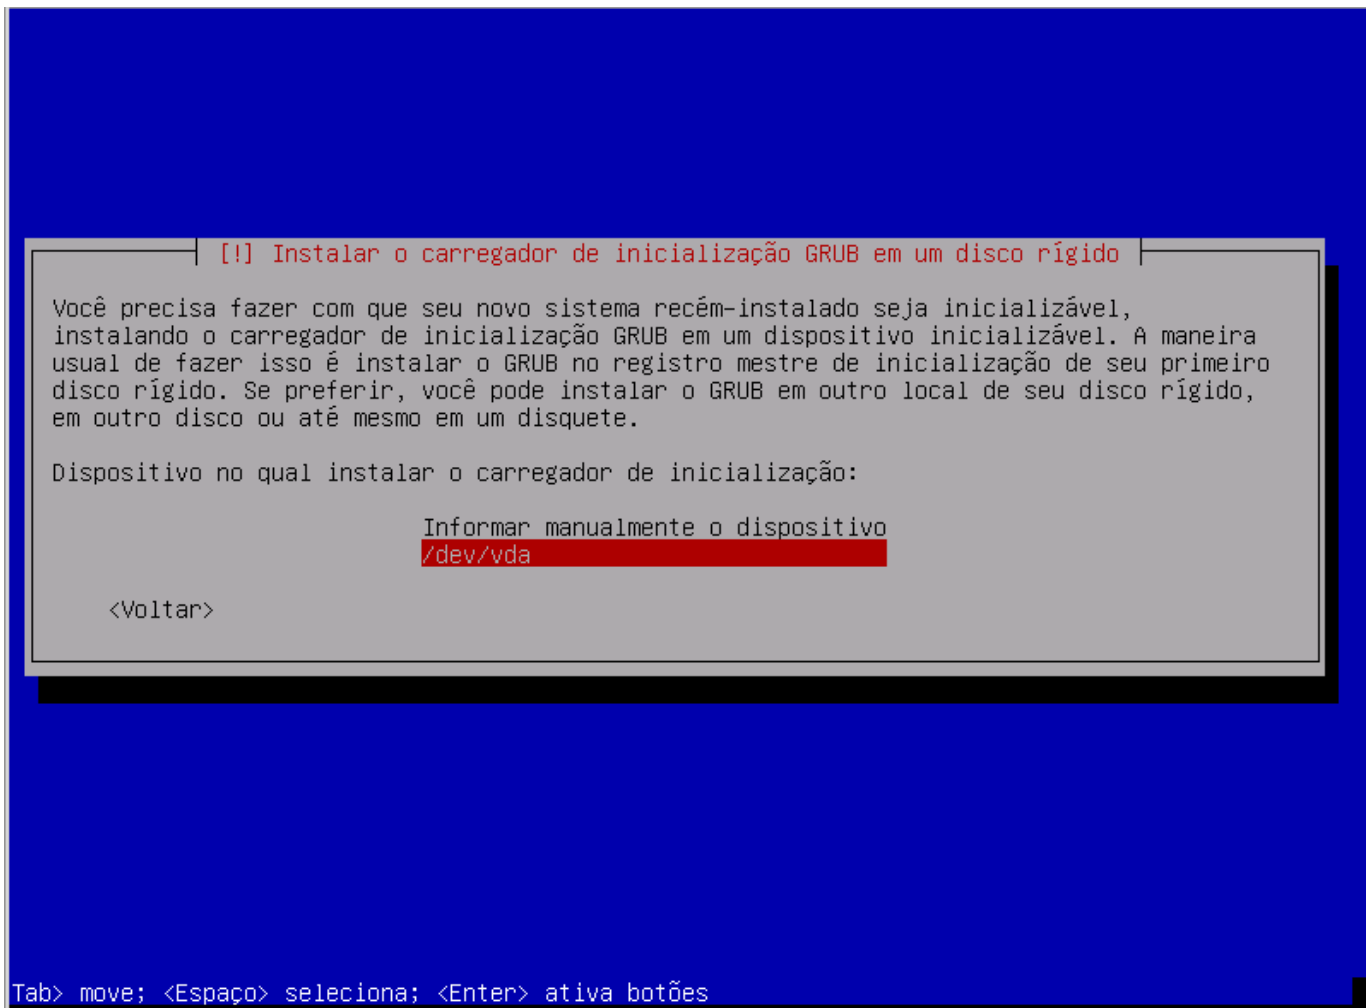 [!] Instalar o carregador de inicialização GRUB em um disco rígido
Você precisa fazer com que seu novo sistema recém-instalado seja inicializável,
instalando o carregador de inicialização GRUB em um dispositivo inicializável. A maneira
usual de fazer isso é instalar o GRUB no registro mestre de inicialização de seu primeiro
disco rígido. Se preferir, você pode instalar o GRUB em outro local de seu disco rígido,
em outro disco ou até mesmo em um disquete.
Dispositivo no qual instalar o carregador de inicialização:
Informar manualmente o dispositivo
/dev/vda
<Voltar>
Tab> move; <Espaço> seleciona; <Enter> ativa botões